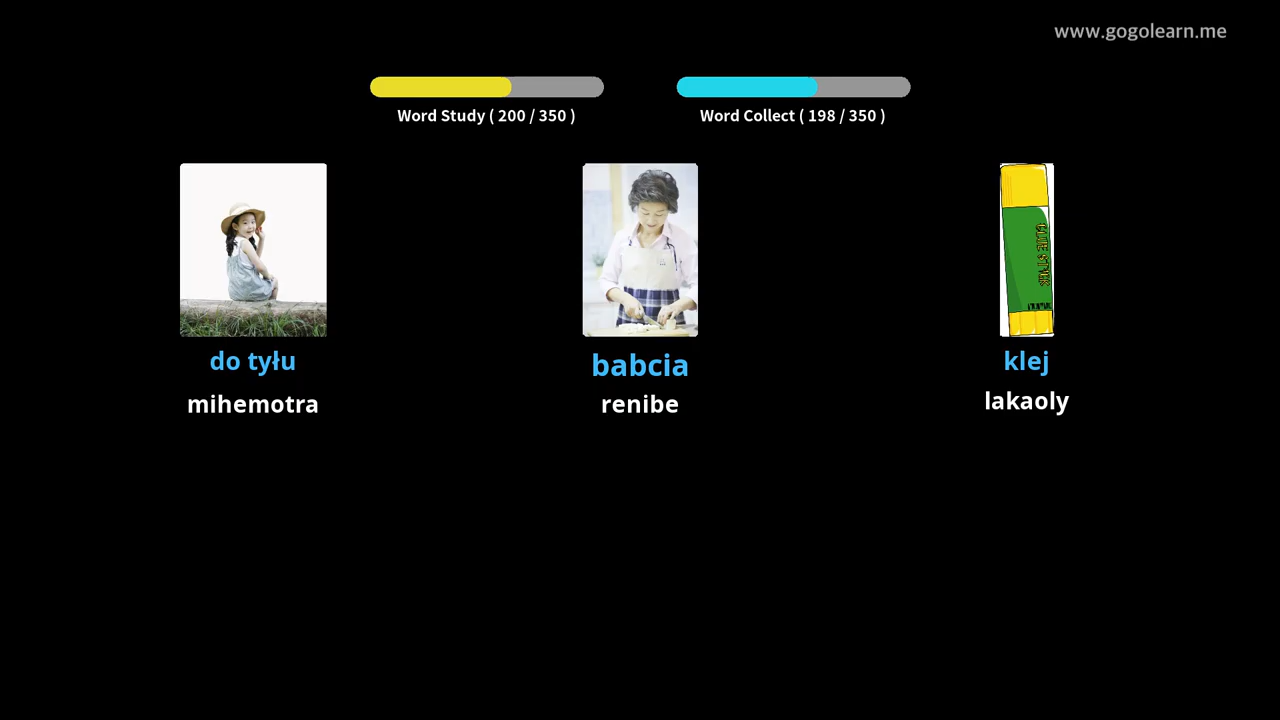 www.gogolearn.me
Word Study ( 200 / 350 )
Word Collect ( 198 / 350 )
do tyłu
babcia
klej
mihemotra
renibe
lakaoly